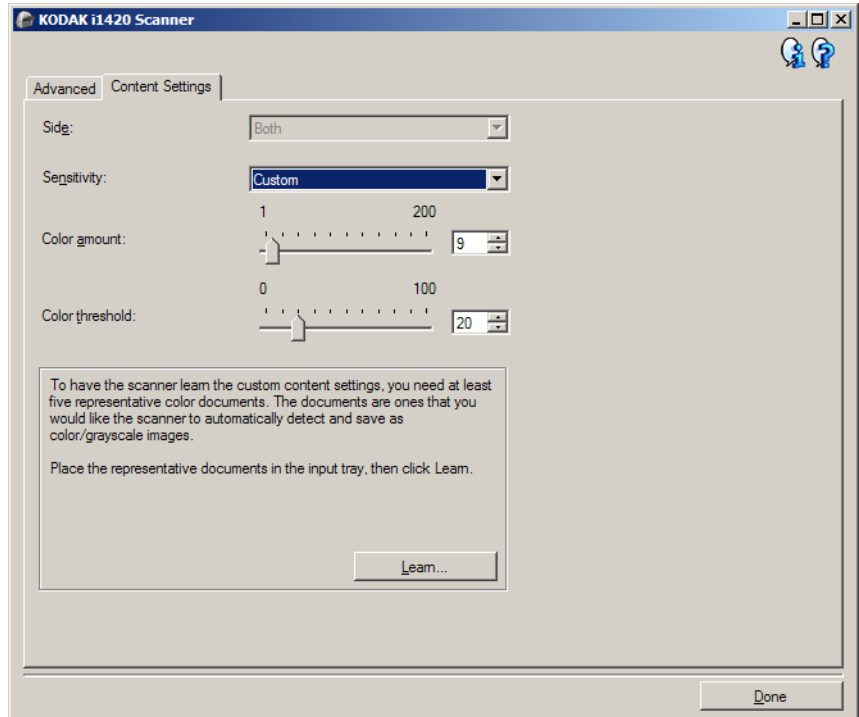 KODAK i1420 Scanner
Advanced
Content Settings
Side:
Both
Sensitivity:
Custom
1
200
Color amount:
9
0
100
Color threshold:
20
To have the scanner learn the custom content settings, you need at least
five representative color documents. The documents are ones that you
would like the scanner to automatically detect and save as
color/grayscale images.
Place the representative documents in the input tray, then click Learn.
Learn...
Done